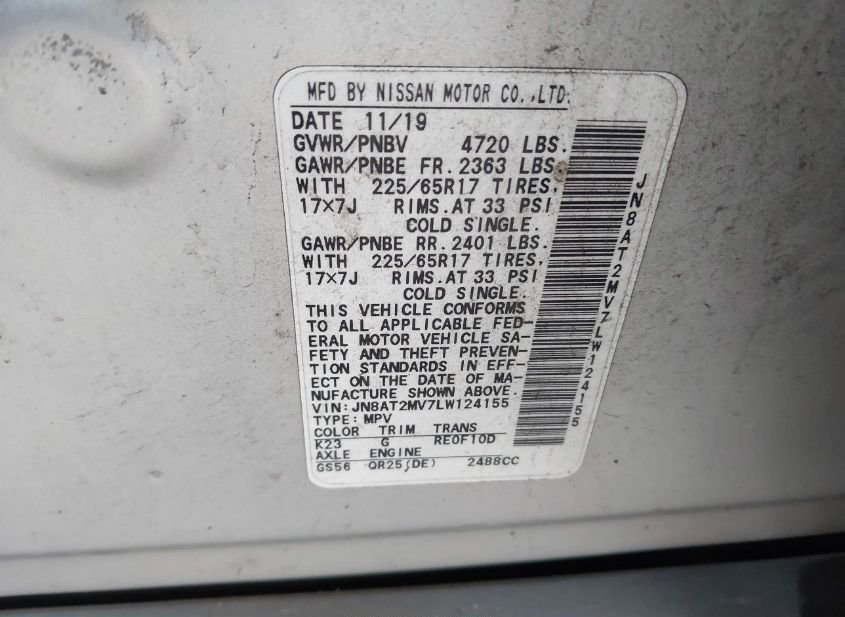 MFD BY NISSAN MOTOR CO.,LTD.
DATE 11/19
GVWR/PNBV 4720 LBS.
GAWR/PNBE FR. 2363 LBS.
WITH 225/65R17 TIRES,
17×7J RIMS.AT 33 PSI
COLD SINGLE.
GAWR/PNBE RR. 2401 LBS.
WITH 225/65R17 TIRES,
17×7J RIMS.AT 33 PSI
COLD SINGLE.
THIS VEHICLE CONFORMS
TO ALL APPLICABLE FED-
ERAL MOTOR VEHICLE SA-
FETY AND THEFT PREVEN-
TION STANDARDS IN EFF-
ECT ON THE DATE OF MA-
NUFACTURE SHOWN ABOVE.
VIN:JN8AT2MV7LW124155
TYPE:MPV
COLOR TRIM TRANS
K23 G RE0F10D
AXLE ENGINE
GS56 QR25(DE) 2488CC
JN8AT2MV7LW124155